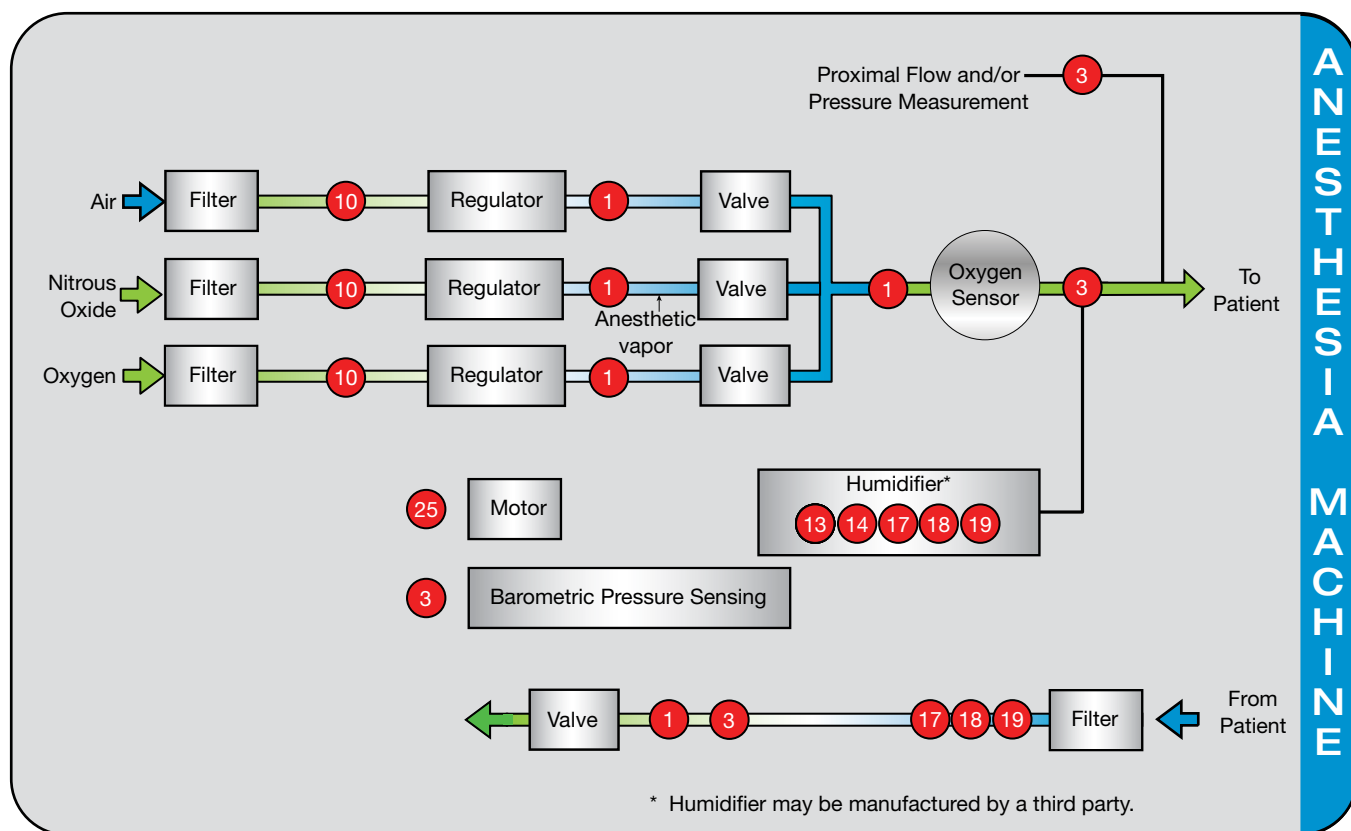 Proximal Flow and/or
Pressure Measurement
3
Air
Filter
10
Regulator
1
Valve
Nitrous
Oxide
Filter
10
Regulator
1
Valve
Anesthetic
vapor
1
Oxygen
Sensor
3
To
Patient
Oxygen
Filter
10
Regulator
1
Valve
Humidifier*
13 14 17 18 19
25
Motor
3
Barometric Pressure Sensing
Valve
1
3
17 18 19
Filter
From
Patient
* Humidifier may be manufactured by a third party.
ANESTHESIA MACHINE